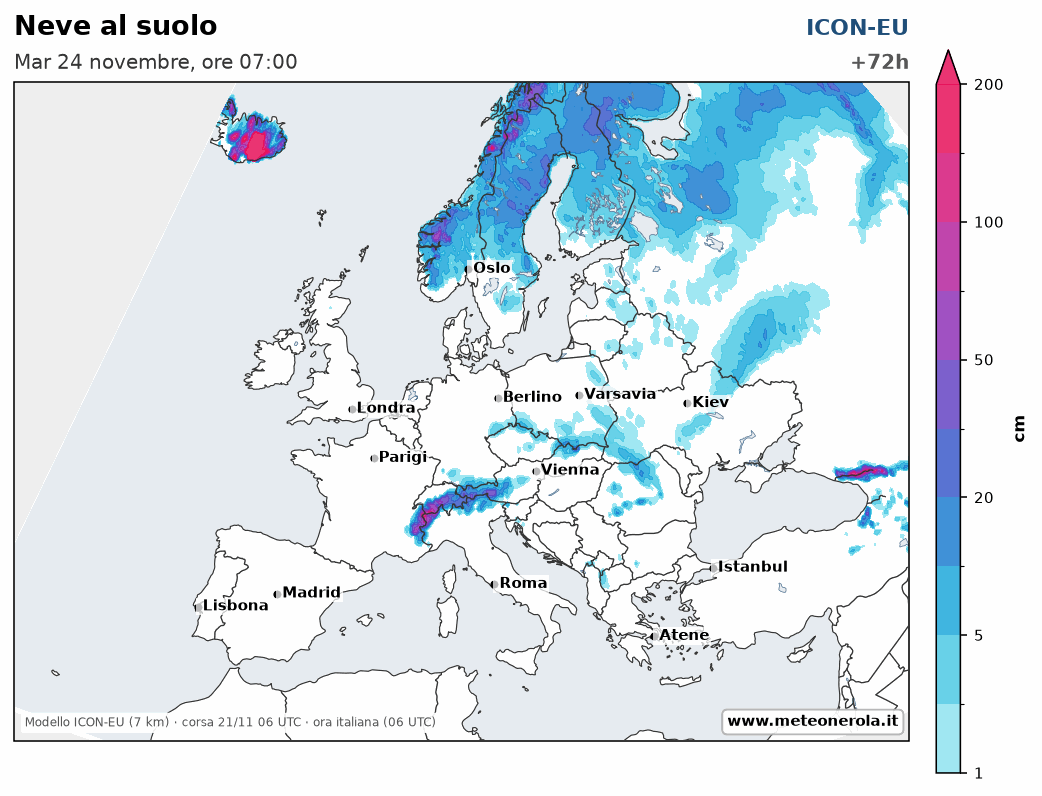 Neve al suolo
ICON-EU
Mar 24 novembre, ore 07:00
+72h
200
100
50
20
5
1
cm
Oslo
Londra
Berlino
Varsavia
Kiev
Parigi
Vienna
Istanbul
Roma
Madrid
Lisbona
Atene
Modello ICON-EU (7 km) · corsa 21/11 06 UTC · ora italiana (06 UTC)
www.meteonerola.it